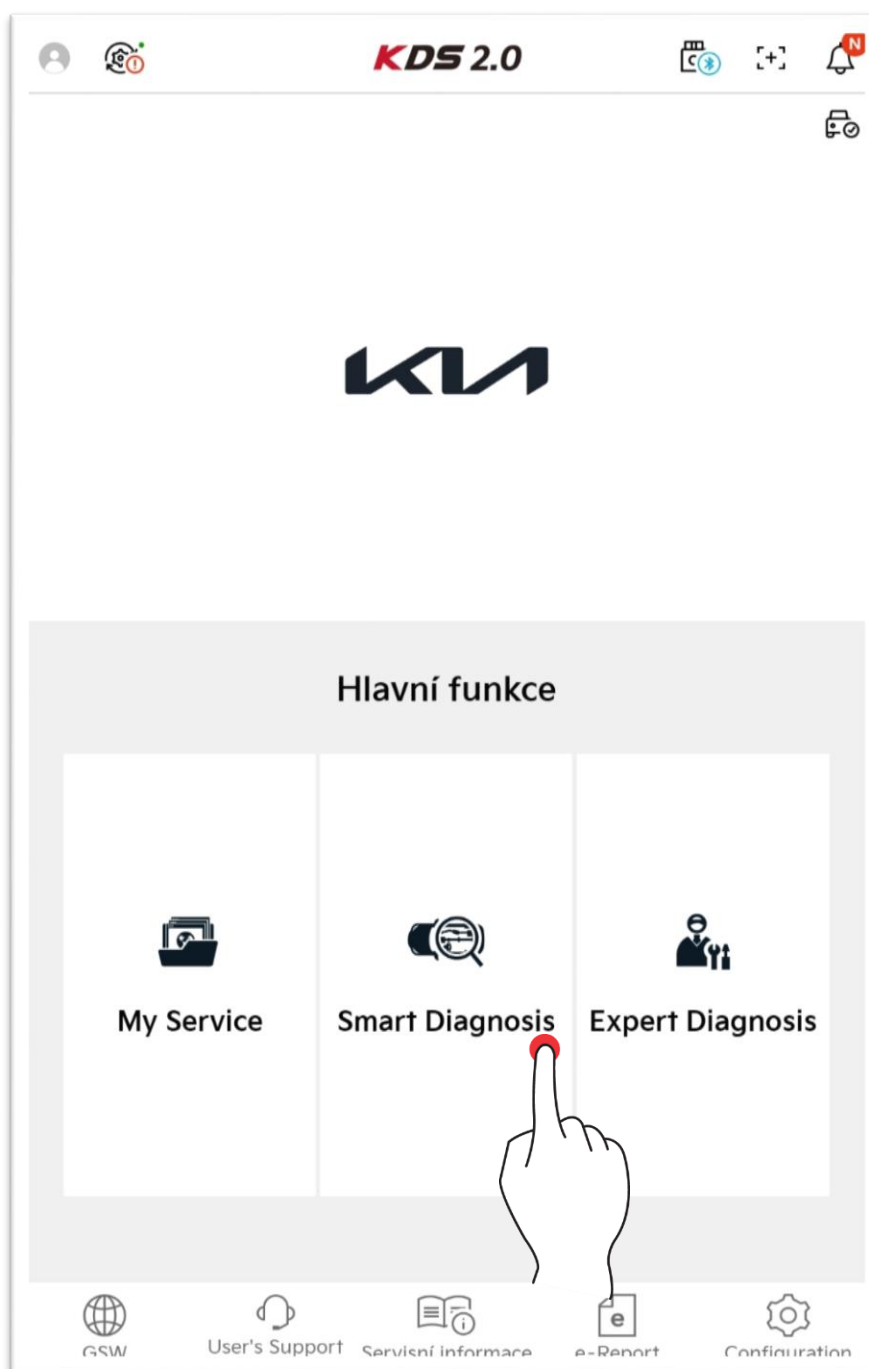 KDS 2.0
N
C
KIA
Hlavní funkce
My Service
Smart Diagnosis
Expert Diagnosis
e
GSW
User's Support
Servisní informace
e-Report
Configuration